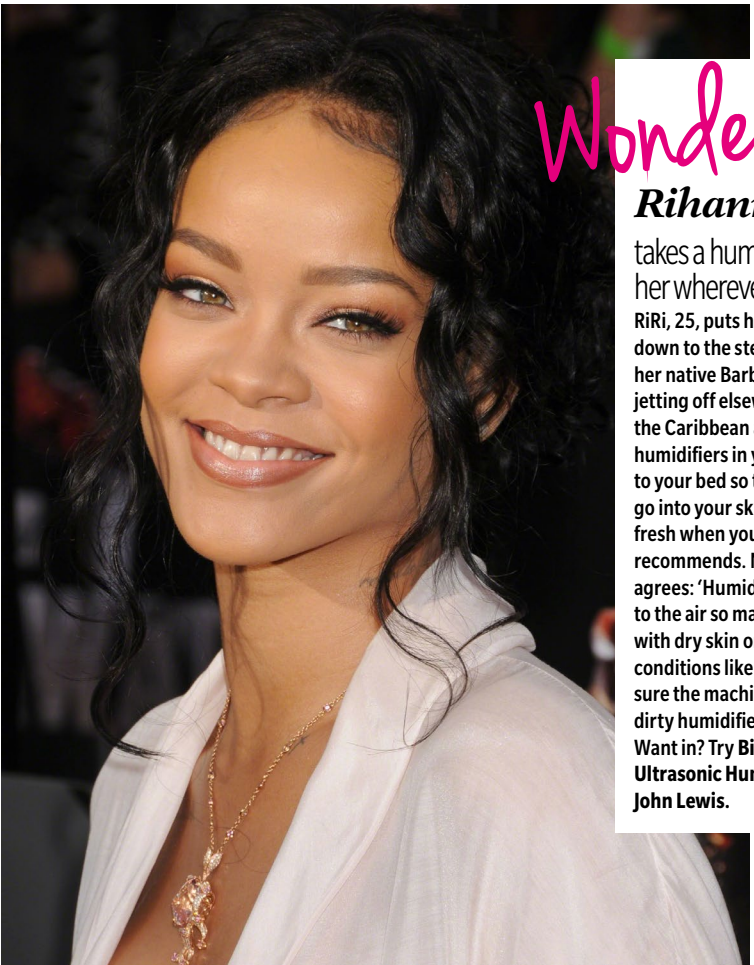 Wonde
Rihan
takes a hum
her whereve
RiRi, 25, puts h
down to the ste
her native Barb
jetting off elsew
the Caribbean
humidifiers in y
to your bed so t
go into your sk
fresh when you
recommends. N
agrees: ‘Humid
to the air so ma
with dry skin o
conditions like
sure the machi
dirty humidifie
Want in? Try Bi
Ultrasonic Hum
John Lewis.